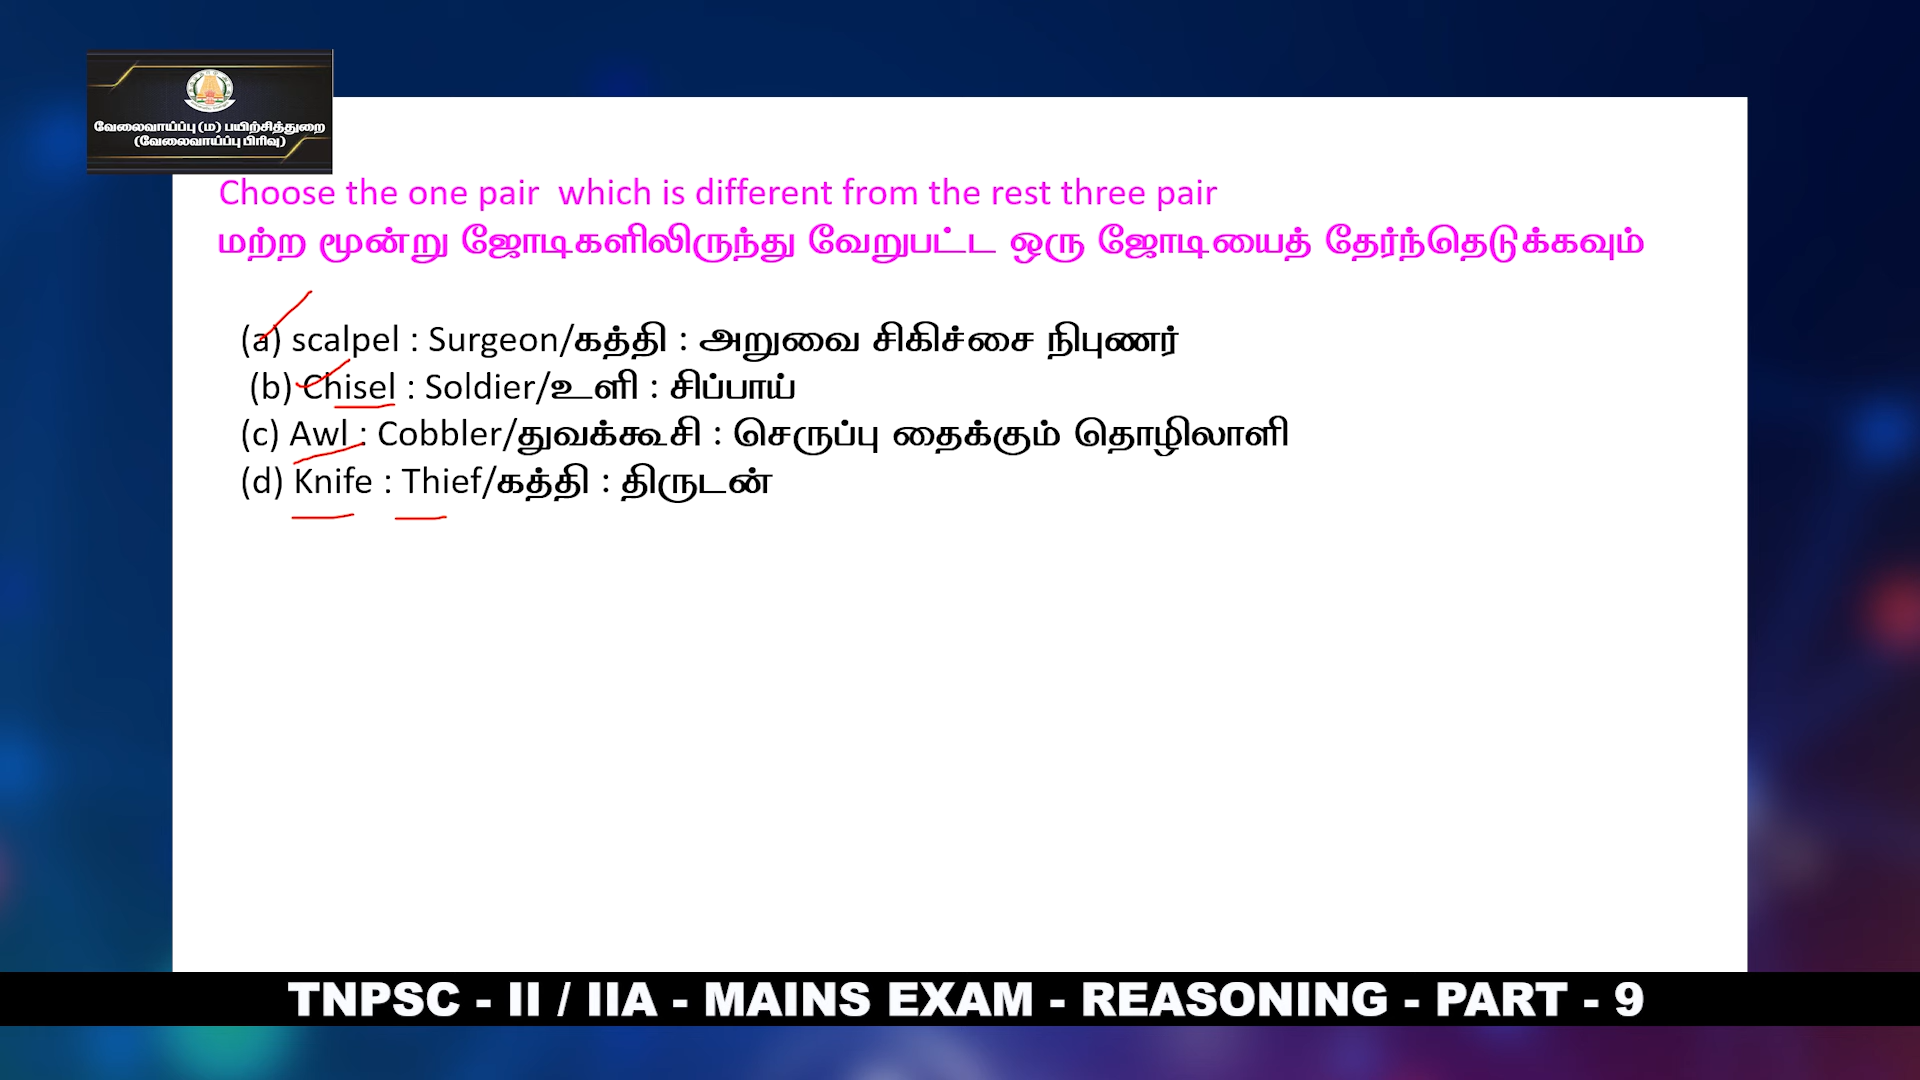 வேலைவாய்ப்பு (ம) பயிற்சித்துறை
(வேலைவாய்ப்பு பிரிவு)
Choose the one pair which is different from the rest three pair
மற்ற மூன்று ஜோடிகளிலிருந்து வேறுபட்ட ஒரு ஜோடியைத் தேர்ந்தெடுக்கவும்
(a) scalpel : Surgeon/கத்தி : அறுவை சிகிச்சை நிபுணர்
(b) Chisel : Soldier/உளி : சிப்பாய்
(c) Awl : Cobbler/துவக்கூசி : செருப்பு தைக்கும் தொழிலாளி
(d) Knife : Thief/கத்தி : திருடன்
TNPSC - II / IIA - MAINS EXAM - REASONING - PART - 9